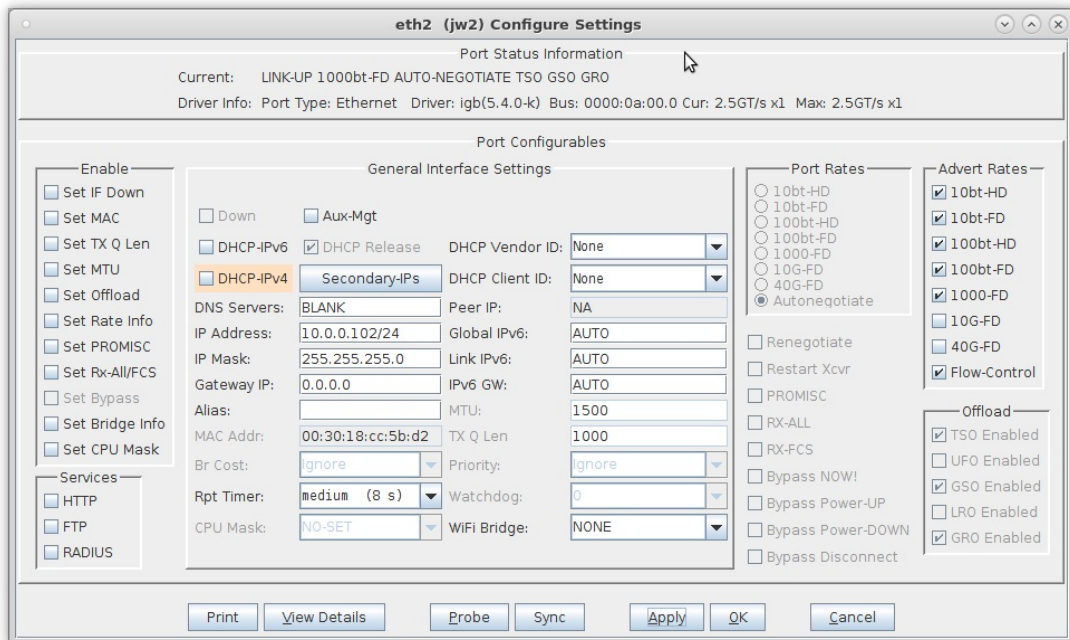 eth2 (jw2) Configure Settings
Port Status Information
Current: LINK-UP 1000bt-FD AUTO-NEGOTIATE TSO GSO GRO
Driver Info: Port Type: Ethernet Driver: igb(5.4.0-k) Bus: 0000:0a:00.0 Cur: 2.5GT/s x1 Max: 2.5GT/s x1
Port Configurables
Enable
Set IF Down
Set MAC
Set TX Q Len
Set MTU
Set Offload
Set Rate Info
Set PROMISC
Set Rx-All/FCS
Set Bypass
Set Bridge Info
Set CPU Mask
Services
HTTP
FTP
RADIUS
General Interface Settings
Down Aux-Mgt
DHCP-IPv6 DHCP Release DHCP Vendor ID: None
DHCP-IPv4 Secondary-IPs DHCP Client ID: None
DNS Servers: BLANK Peer IP: NA
IP Address: 10.0.0.102/24 Global IPv6: AUTO
IP Mask: 255.255.255.0 Link IPv6: AUTO
Gateway IP: 0.0.0.0 IPv6 GW: AUTO
Alias: MTU: 1500
MAC Addr: 00:30:18:cc:5b:d2 TX Q Len 1000
Br Cost: Ignore Priority: Ignore
Rpt Timer: medium (8 s) Watchdog: 0
CPU Mask: NO-SET WiFi Bridge: NONE
Port Rates
10bt-HD
10bt-FD
100bt-HD
100bt-FD
1000-FD
10G-FD
40G-FD
Autonegotiate
Renegotiate
Restart Xcvr
PROMISC
RX-ALL
RX-FCS
Bypass NOW!
Bypass Power-UP
Bypass Power-DOWN
Bypass Disconnect
Advert Rates
10bt-HD
10bt-FD
100bt-HD
100bt-FD
1000-FD
10G-FD
40G-FD
Flow-Control
Offload
TSO Enabled
UFO Enabled
GSO Enabled
LRO Enabled
GRO Enabled
Print View Details Probe Sync Apply OK Cancel